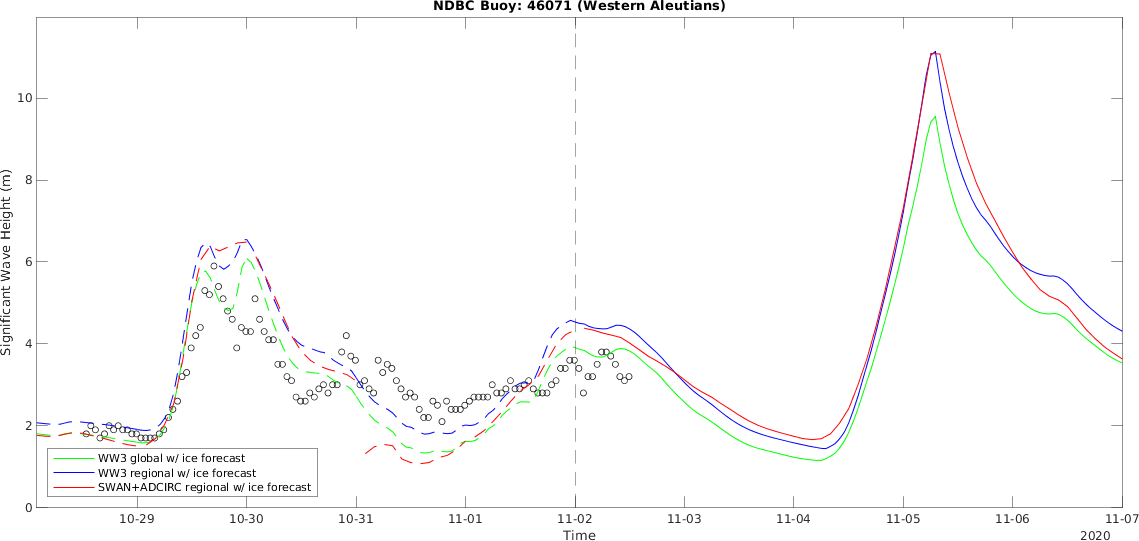 NDBC Buoy: 46071 (Western Aleutians)
Significant Wave Height (m)
10
8
6
4
2
0
WW3 global w/ ice forecast
WW3 regional w/ ice forecast
SWAN+ADCIRC regional w/ ice forecast
10-29 10-30 10-31 11-01 11-02 11-03 11-04 11-05 11-06 11-07
Time
2020